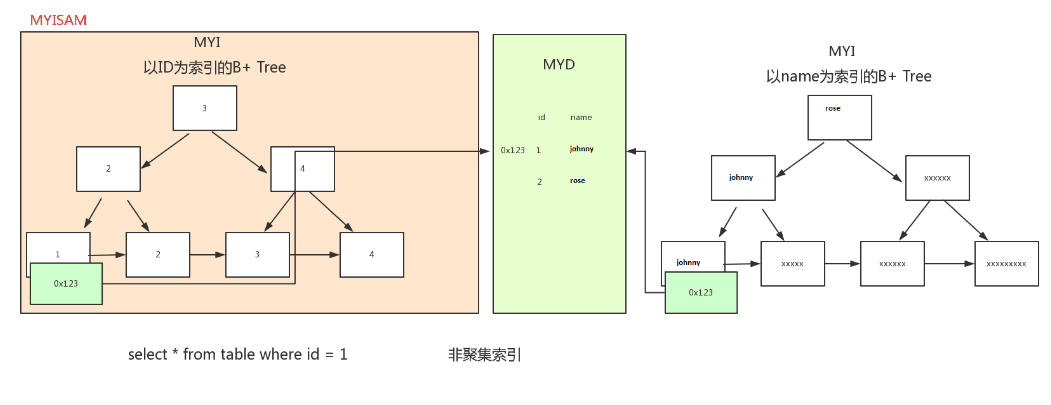 MYISAM
MYI
以ID为索引的B+ Tree
3
2
4
1
2
3
4
0x123
MYD
id name
0x123 1 johnny
2 rose
MYI
以name为索引的B+ Tree
rose
johnny
xxxxxx
johnny
xxxxx
xxxxxx
xxxxxxxxx
0x123
select * from table where id = 1
非聚集索引